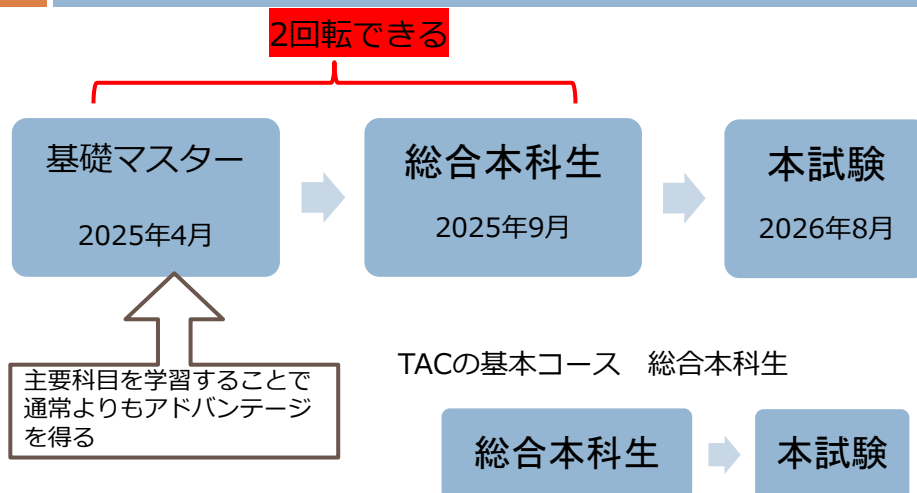 2回転できる
基礎マスター
2025年4月
総合本科生
2025年9月
本試験
2026年8月
主要科目を学習することで
通常よりもアドバンテージ
を得る
TACの基本コース　総合本科生
総合本科生
本試験